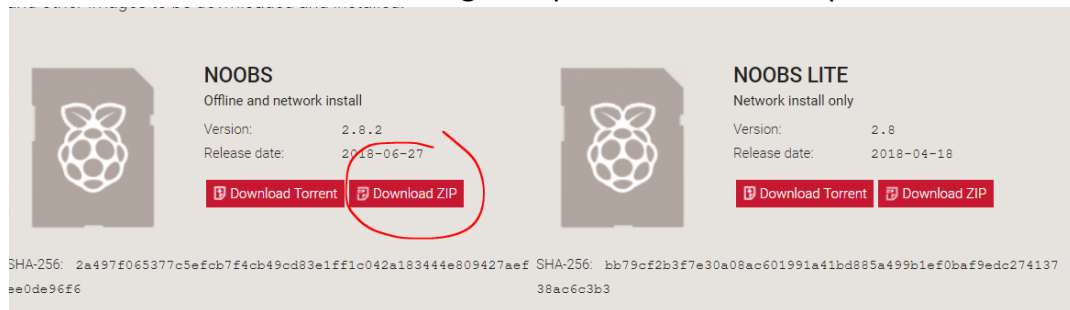 NOOBS
Offline and network install
Version: 2.8.2
Release date: 2018-06-27
Download Torrent Download ZIP
SHA-256: 2a497f065377c5efcb7f4cb49cd83e1ff1c042a183444e809427aef
ee0de96f6
NOOBS LITE
Network install only
Version: 2.8
Release date: 2018-04-18
Download Torrent Download ZIP
SHA-256: bb79cf2b3f7e30a08ac601991a41bd885a499b1ef0baf9edc274137
38ac6c3b3